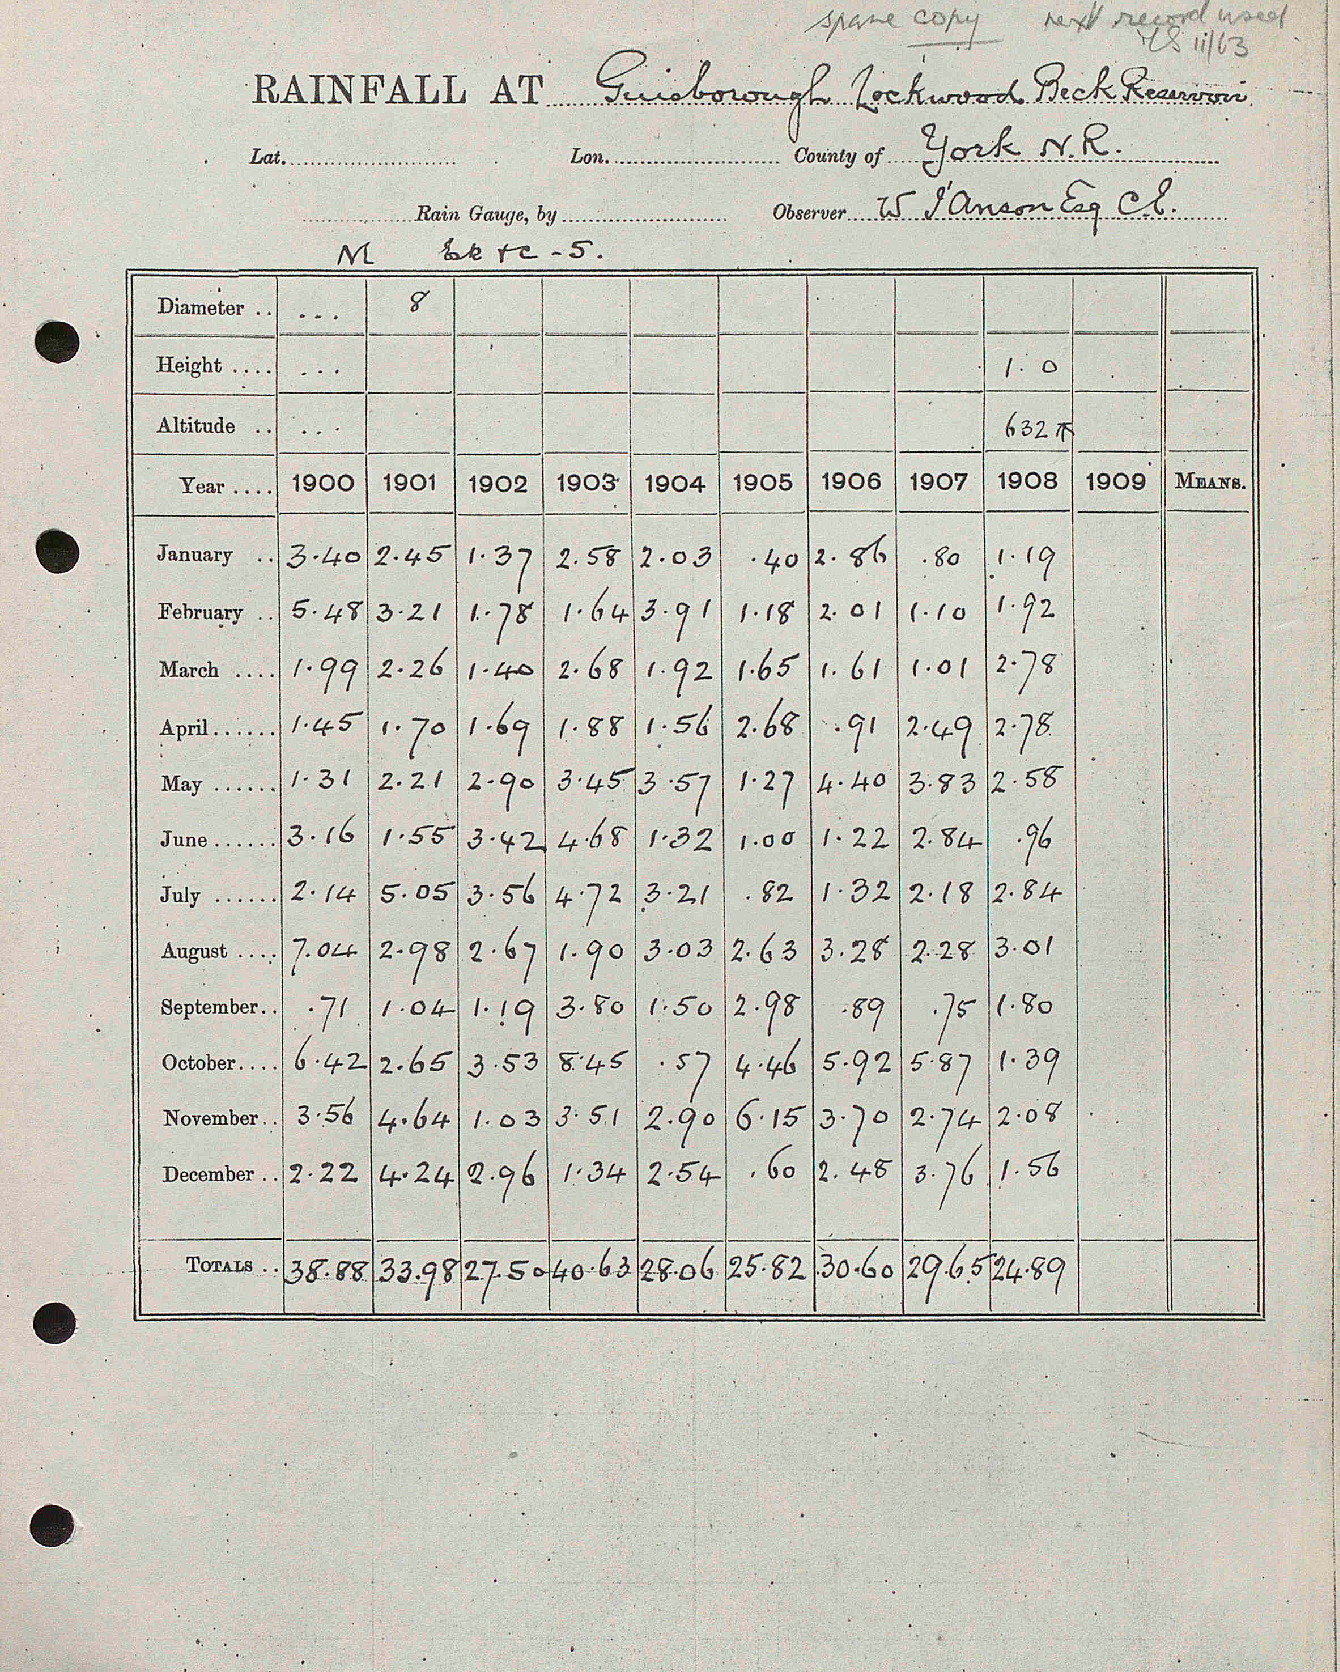 spare copy next record used
11/63
RAINFALL AT Guisborough Lockwood Beck Reservoir
Lat. Lon. County of York N.R.
Rain Gauge, by Observer W I'Anson Esq C.E.
M
Diameter .. ... 8
Height .... ... 1.0
Altitude .. ... 632
Year .... 1900 1901 1902 1903 1904 1905 1906 1907 1908 1909 MEANS.
January .. 3.40 2.45 1.37 2.58 2.03 .40 2.86 .80 1.19
February .. 5.48 3.21 1.78 1.64 3.91 1.18 2.01 1.10 1.92
March .... 1.99 2.26 1.40 2.68 1.92 1.65 1.61 1.01 2.78
April...... 1.45 1.70 1.69 1.88 1.56 2.68 .91 2.49 2.78
May ...... 1.31 2.21 2.90 3.45 3.57 1.27 4.40 3.83 2.58
June...... 3.16 1.55 3.42 4.68 1.32 1.00 1.22 2.84 .96
July ...... 2.14 5.05 3.56 4.72 3.21 .82 1.32 2.18 2.84
August .... 7.04 2.98 2.67 1.90 3.03 2.63 3.28 2.28 3.01
September.. .71 1.04 1.19 3.80 1.50 2.98 .89 .75 1.80
October.... 6.42 2.65 3.53 8.45 .57 4.46 5.92 5.87 1.39
November.. 3.56 4.64 1.03 3.51 2.90 6.15 3.70 2.74 2.08
December .. 2.22 4.24 2.96 1.34 2.54 .60 2.48 3.76 1.56
TOTALS .. 38.88 33.98 27.50 40.63 28.06 25.82 30.60 29.65 24.89